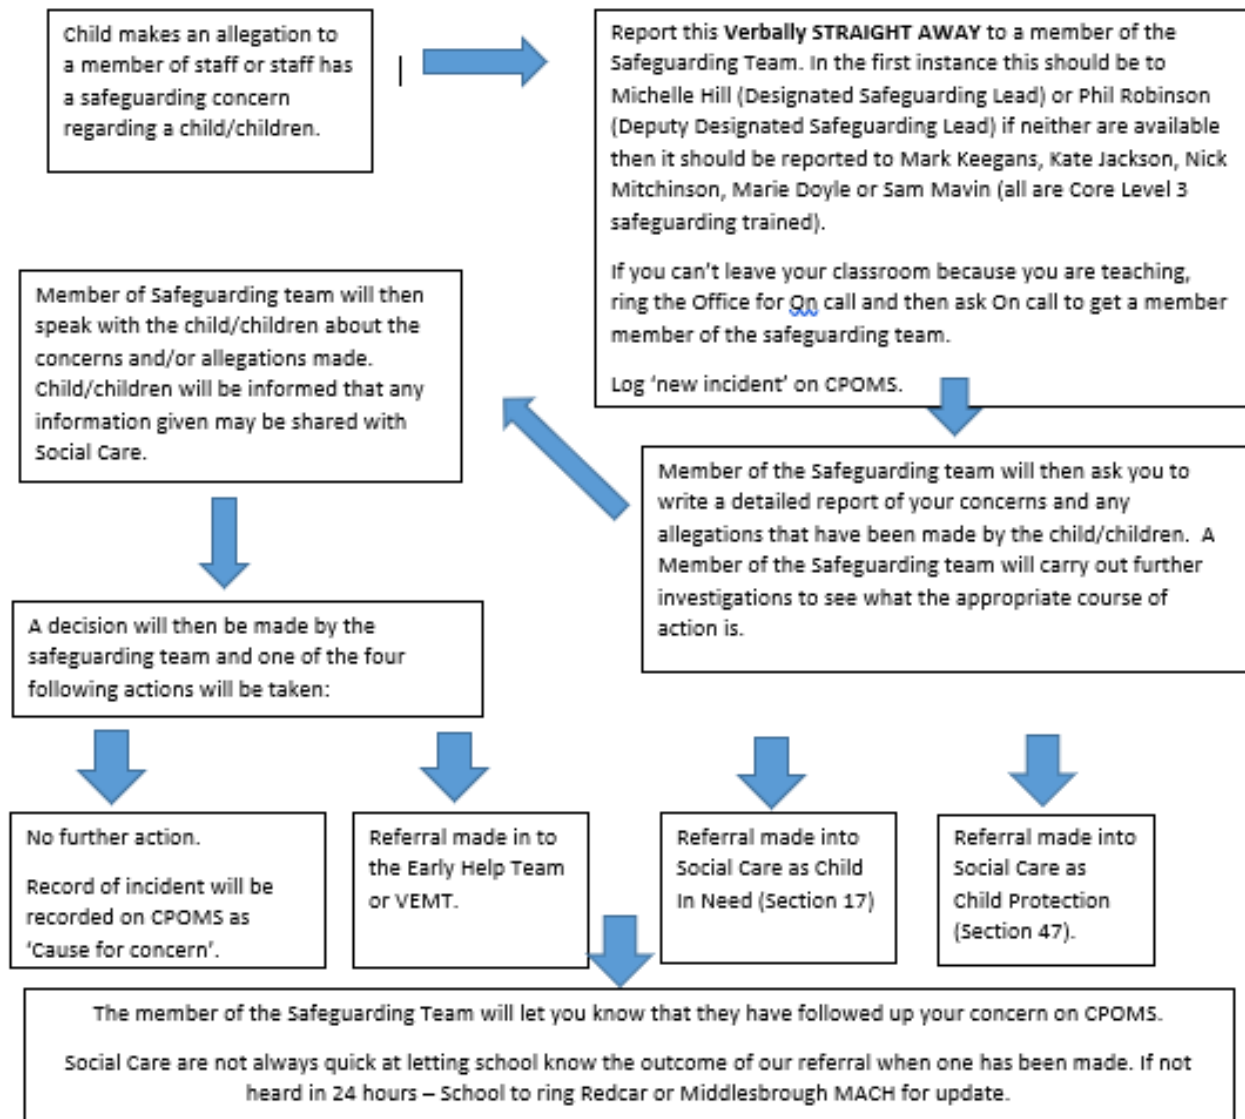 Child makes an allegation to
a member of staff or staff has
a safeguarding concern
regarding a child/children.
Report this Verbally STRAIGHT AWAY to a member of the
Safeguarding Team. In the first instance this should be to
Michelle Hill (Designated Safeguarding Lead) or Phil Robinson
(Deputy Designated Safeguarding Lead) if neither are available
then it should be reported to Mark Keegans, Kate Jackson, Nick
Mitchinson, Marie Doyle or Sam Mavin (all are Core Level 3
safeguarding trained).
If you can't leave your classroom because you are teaching,
ring the Office for On call and then ask On call to get a member
member of the safeguarding team.
Log 'new incident' on CPOMS.
Member of the Safeguarding team will then ask you to
write a detailed report of your concerns and any
allegations that have been made by the child/children. A
Member of the Safeguarding team will carry out further
investigations to see what the appropriate course of
action is.
Member of Safeguarding team will then
speak with the child/children about the
concerns and/or allegations made.
Child/children will be informed that any
information given may be shared with
Social Care.
A decision will then be made by the
safeguarding team and one of the four
following actions will be taken:
No further action.
Record of incident will be
recorded on CPOMS as
'Cause for concern'.
Referral made in to
the Early Help Team
or VEMT.
Referral made into
Social Care as Child
In Need (Section 17)
Referral made into
Social Care as
Child Protection
(Section 47).
The member of the Safeguarding Team will let you know that they have followed up your concern on CPOMS.
Social Care are not always quick at letting school know the outcome of our referral when one has been made. If not
heard in 24 hours – School to ring Redcar or Middlesbrough MACH for update.